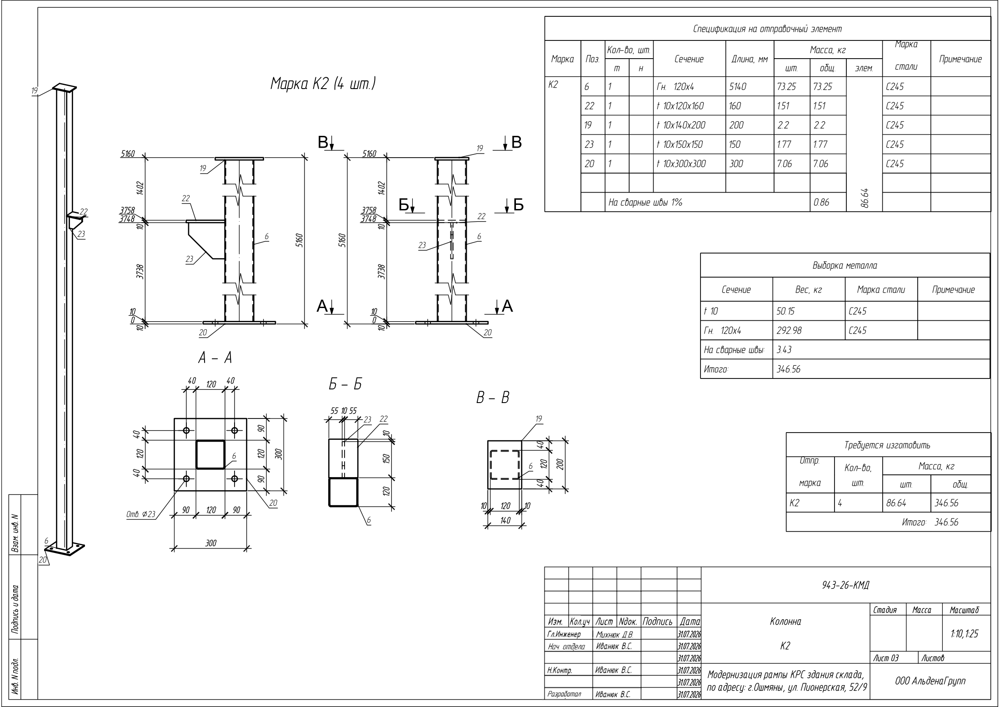 Марка К2 (4 шт.)
19
22
23
6
20
5160
1402
3758
3748
10
3738
10
0
10
19
22
6
23
20
5160
В
В
Б
Б
А
А
5160
5160
1402
3758
3748
10
3738
10
0
10
19
22
6
23
20
А – А
40 120 40
40
120
40
90
120
90
300
6
20
Отв. ⌀23
90 120 90
300
Б – Б
55 10 55
23
22
10
150
120
6
В – В
19
40
120
40
200
6
10 120 10
140
Спецификация на отправочный элемент
Марка Поз. Кол-во, шт. Сечение Длина, мм Масса, кг Марка стали Примечание
т н шт. общ. элем.
К2 6 1 Гн. 120х4 5140 73.25 73.25 С245
22 1 t 10х120х160 160 1.51 1.51 С245
19 1 t 10х140х200 200 2.2 2.2 С245
23 1 t 10х150х150 150 1.77 1.77 С245
20 1 t 10х300х300 300 7.06 7.06 С245
На сварные швы 1% 0.86 86.64
Выборка металла
Сечение Вес, кг Марка стали Примечание
t 10 50.15 С245
Гн. 120х4 292.98 С245
На сварные швы: 3.43
Итого: 346.56
Требуется изготовить
Отпр. марка Кол-во, шт. Масса, кг
шт. общ.
К2 4 86.64 346.56
Итого: 346.56
943-26-КМД
Изм. Кол.уч Лист Nдок. Подпись Дата
Гл.Инженер Михнюк Д.В. 31.07.2026
Нач. отдела Иванюк В.С. 31.07.2026
31.07.2026
Н.Контр. Иванюк В.С. 31.07.2026
31.07.2026
Разработал Иванюк В.С. 31.07.2026
Колонна
К2
Стадия Масса Масштаб
1:10, 1:25
Лист 03 Листов
Модернизация рампы КРС здания склада,
по адресу: г.Ошмяны, ул. Пионерская, 52/9
ООО АльденаГрупп
Взам. инв. N
Подпись и дата
Инв. N подл.